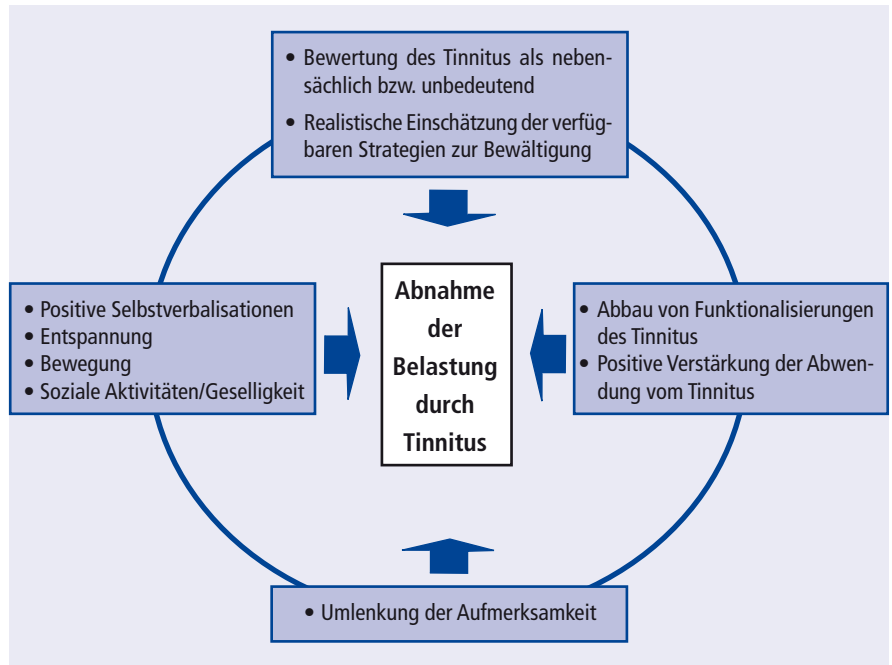 • Bewertung des Tinnitus als neben-
sächlich bzw. unbedeutend
• Realistische Einschätzung der verfüg-
baren Strategien zur Bewältigung
• Positive Selbstverbalisationen
• Entspannung
• Bewegung
• Soziale Aktivitäten/Geselligkeit
Abnahme
der
Belastung
durch
Tinnitus
• Abbau von Funktionalisierungen
des Tinnitus
• Positive Verstärkung der Abwen-
dung vom Tinnitus
• Umlenkung der Aufmerksamkeit